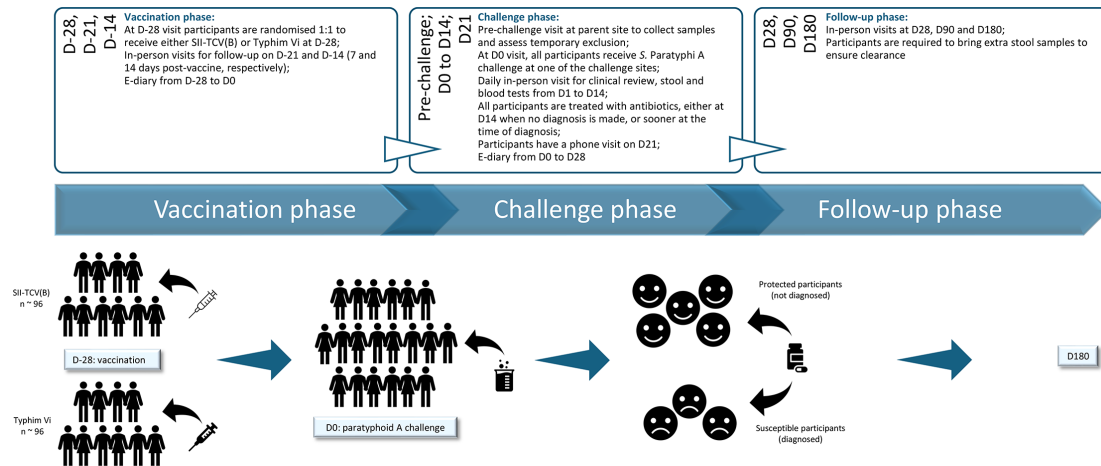 D-28,
D-21,
D-14
Vaccination phase:
At D-28 visit participants are randomised 1:1 to
receive either SII-TCV(B) or Typhim Vi at D-28;
In-person visits for follow-up on D-21 and D-14 (7 and
14 days post-vaccine, respectively);
E-diary from D-28 to D0
Pre-challenge;
D0 to D14;
D21
Challenge phase:
Pre-challenge visit at parent site to collect samples
and assess temporary exclusion;
At D0 visit, all participants receive S. Paratyphi A
challenge at one of the challenge sites;
Daily in-person visit for clinical review, stool and
blood tests from D1 to D14;
All participants are treated with antibiotics, either at
D14 when no diagnosis is made, or sooner at the
time of diagnosis;
Participants have a phone visit on D21;
E-diary from D0 to D28
D28,
D90,
D180
Follow-up phase:
In-person visits at D28, D90 and D180;
Participants are required to bring extra stool samples to
ensure clearance
Vaccination phase
Challenge phase
Follow-up phase
SII-TCV(B)
n ~ 96
D-28: vaccination
Typhim Vi
n ~ 96
D0: paratyphoid A challenge
Protected participants
(not diagnosed)
Susceptible participants
(diagnosed)
D180